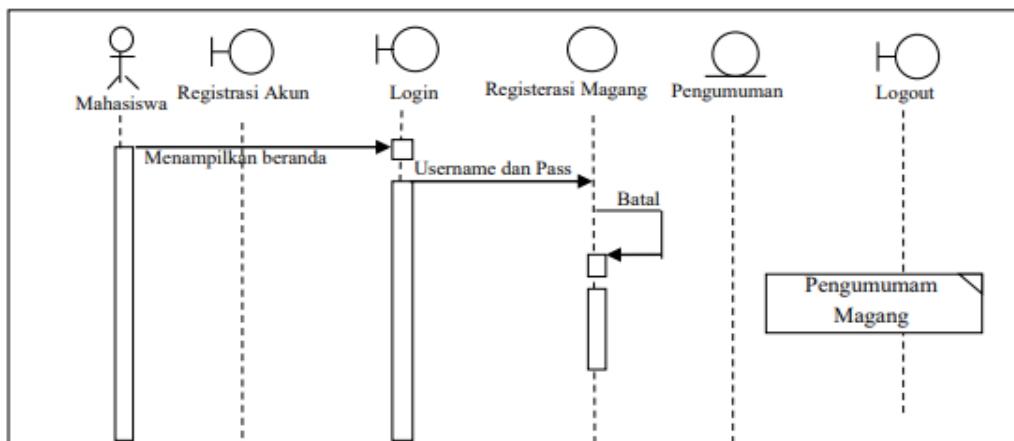 Mahasiswa
Registrasi Akun
Login
Registerasi Magang
Pengumuman
Logout
Menampilkan beranda
Username dan Pass
Batal
Pengumumam
Magang